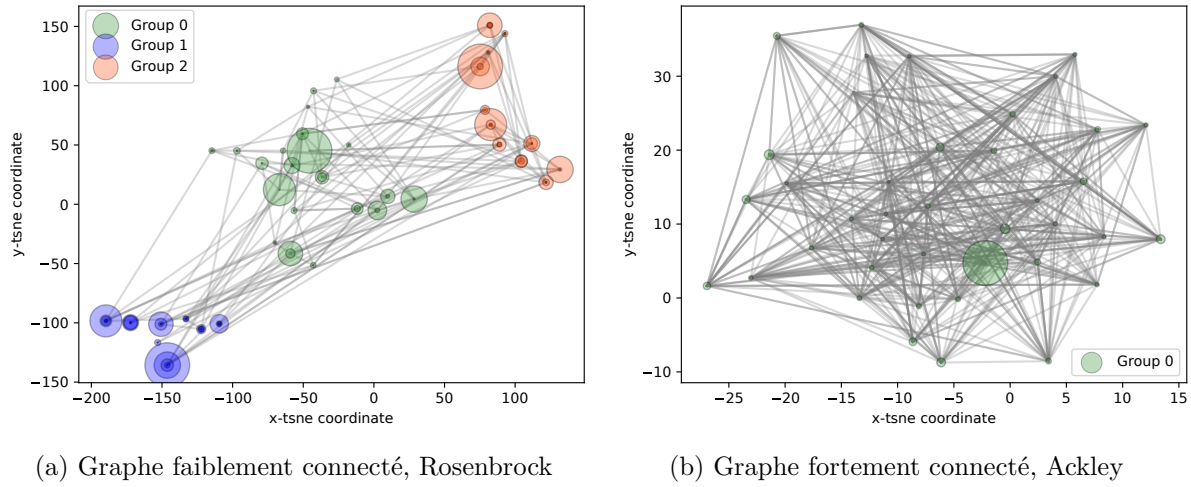 Group 0
Group 1
Group 2
150
100
50
0
−50
−100
−150
y-tsne coordinate
−200 −150 −100 −50 0 50 100
x-tsne coordinate
30
20
10
0
−10
y-tsne coordinate
Group 0
−25 −20 −15 −10 −5 0 5 10 15
x-tsne coordinate
(a) Graphe faiblement connecté, Rosenbrock
(b) Graphe fortement connecté, Ackley